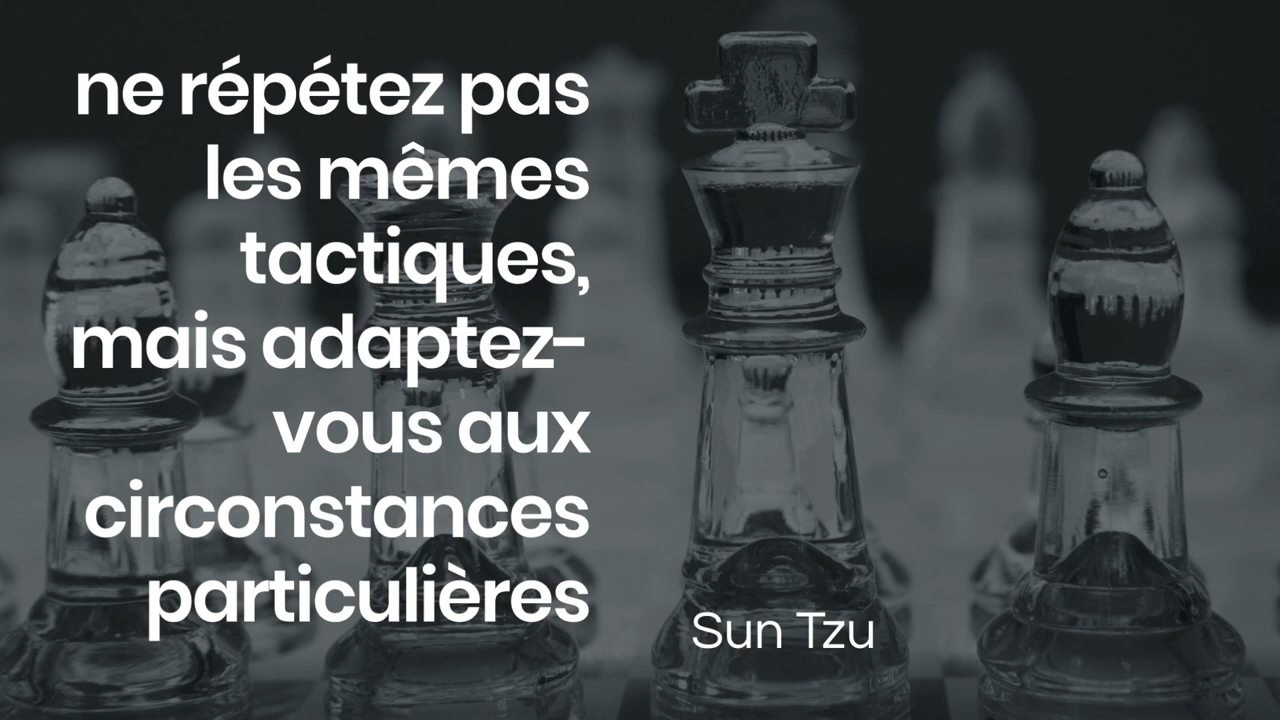 ne répétez pas
les mêmes
tactiques,
mais adaptez-
vous aux
circonstances
particulières
Sun Tzu